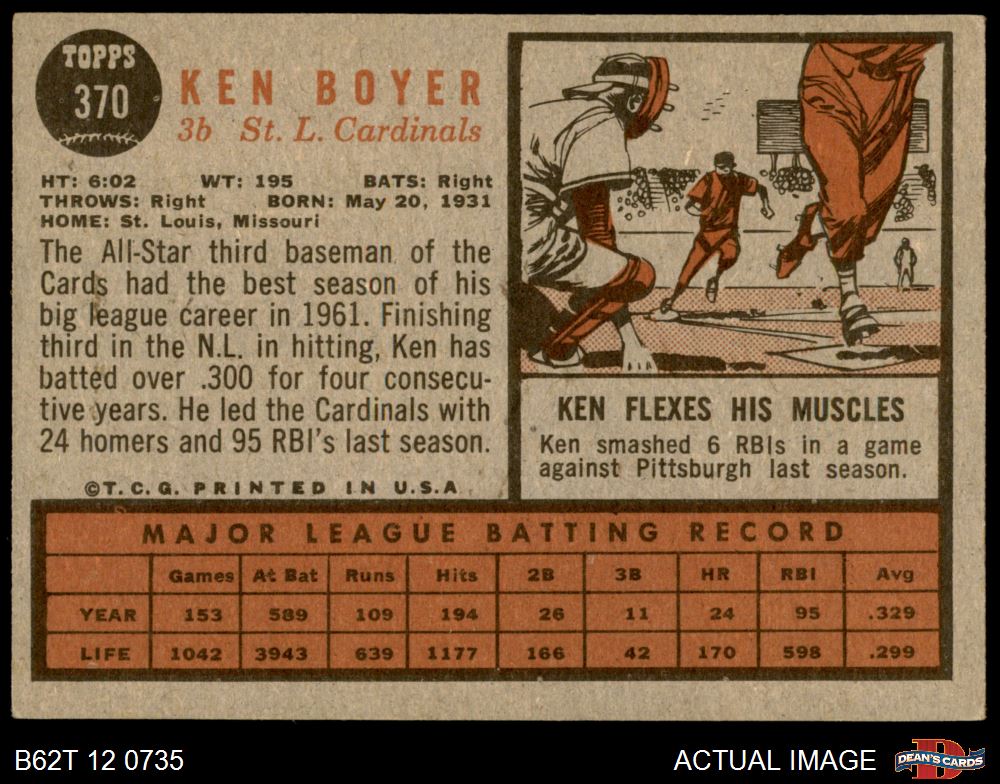 TOPPS
370
KEN BOYER
3b St. L. Cardinals
HT: 6:02 WT: 195 BATS: Right
THROWS: Right BORN: May 20, 1931
HOME: St. Louis, Missouri
The All-Star third baseman of the
Cards had the best season of his
big league career in 1961. Finishing
third in the N.L. in hitting, Ken has
batted over .300 for four consecu-
tive years. He led the Cardinals with
24 homers and 95 RBI's last season.
©T.C.G. PRINTED IN U.S.A
KEN FLEXES HIS MUSCLES
Ken smashed 6 RBIs in a game
against Pittsburgh last season.
MAJOR LEAGUE BATTING RECORD
Games At Bat Runs Hits 2B 3B HR RBI Avg
YEAR 153 589 109 194 26 11 24 95 .329
LIFE 1042 3943 639 1177 166 42 170 598 .299
B62T 12 0735
ACTUAL IMAGE
D
DEAN'S CARDS